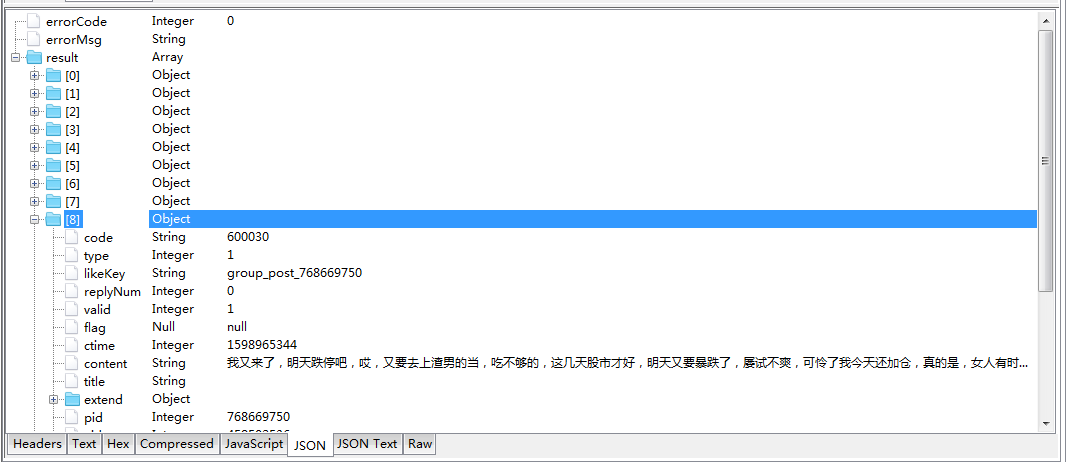 errorCode Integer 0
errorMsg String
result Array
[0] Object
[1] Object
[2] Object
[3] Object
[4] Object
[5] Object
[6] Object
[7] Object
[8] Object
code String 600030
type Integer 1
likeKey String group_post_768669750
replyNum Integer 0
valid Integer 1
flag Null null
ctime Integer 1598965344
content String 我又来了，明天跌停吧，哎，又要去上渣男的当，吃不够的，这几天股市才好，明天又要暴跌了，屡试不爽，可怜了我今天还加仓，真的是，女人有时...
title String
extend Object
pid Integer 768669750
Headers Text Hex Compressed JavaScript JSON JSON Text Raw